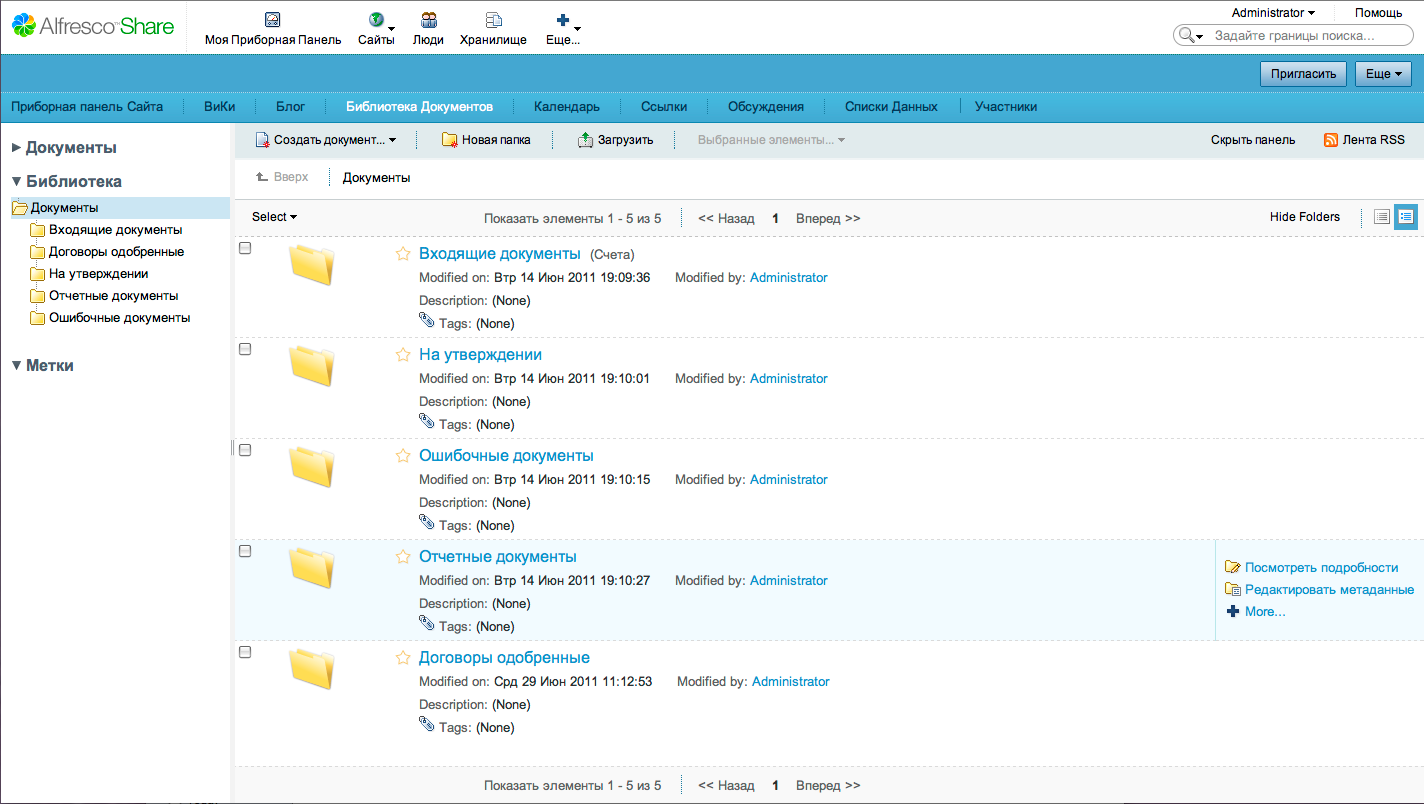 Alfresco™ Share
Моя Приборная Панель Сайты Люди Хранилище Еще...
Administrator Помощь
Задайте границы поиска...
Пригласить Еще
Приборная панель Сайта ВиКи Блог Библиотека Документов Календарь Ссылки Обсуждения Списки Данных Участники
Документы
Библиотека
Документы
Входящие документы
Договоры одобренные
На утверждении
Отчетные документы
Ошибочные документы
Метки
Создать документ... Новая папка Загрузить Выбранные элементы... Скрыть панель Лента RSS
Вверх Документы
Select Показать элементы 1 - 5 из 5 << Назад 1 Вперед >> Hide Folders
Входящие документы (Счета)
Modified on: Втр 14 Июн 2011 19:09:36 Modified by: Administrator
Description: (None)
Tags: (None)
На утверждении
Modified on: Втр 14 Июн 2011 19:10:01 Modified by: Administrator
Description: (None)
Tags: (None)
Ошибочные документы
Modified on: Втр 14 Июн 2011 19:10:15 Modified by: Administrator
Description: (None)
Tags: (None)
Отчетные документы
Modified on: Втр 14 Июн 2011 19:10:27 Modified by: Administrator
Description: (None)
Tags: (None)
Посмотреть подробности
Редактировать метаданные
More...
Договоры одобренные
Modified on: Срд 29 Июн 2011 11:12:53 Modified by: Administrator
Description: (None)
Tags: (None)
Показать элементы 1 - 5 из 5 << Назад 1 Вперед >>